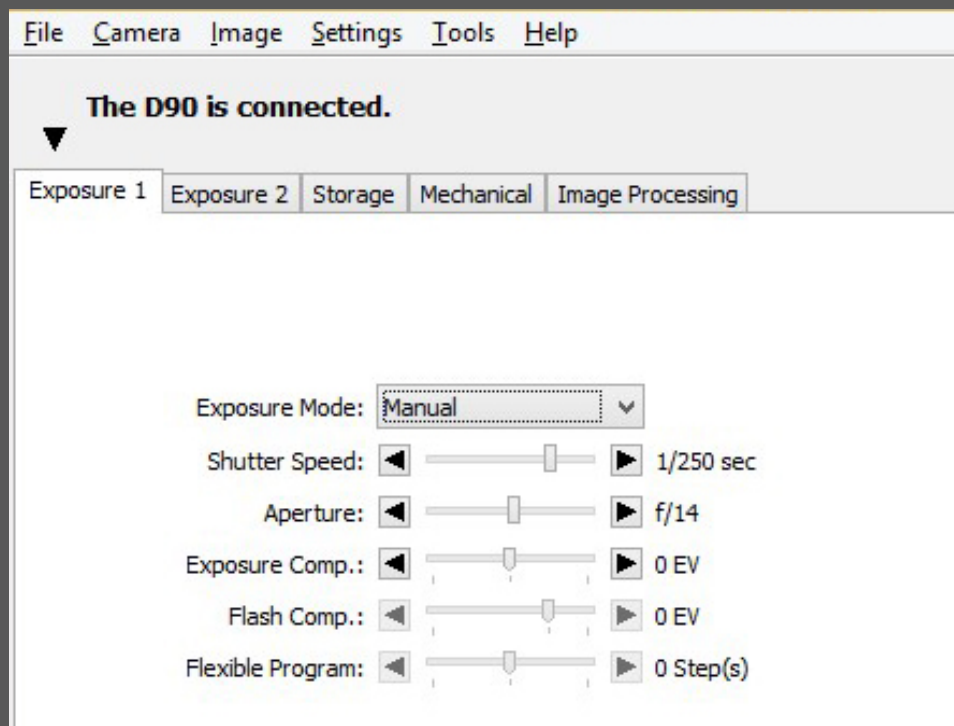 File Camera Image Settings Tools Help
The D90 is connected.
Exposure 1 Exposure 2 Storage Mechanical Image Processing
Exposure Mode: Manual
Shutter Speed: 1/250 sec
Aperture: f/14
Exposure Comp.: 0 EV
Flash Comp.: 0 EV
Flexible Program: 0 Step(s)